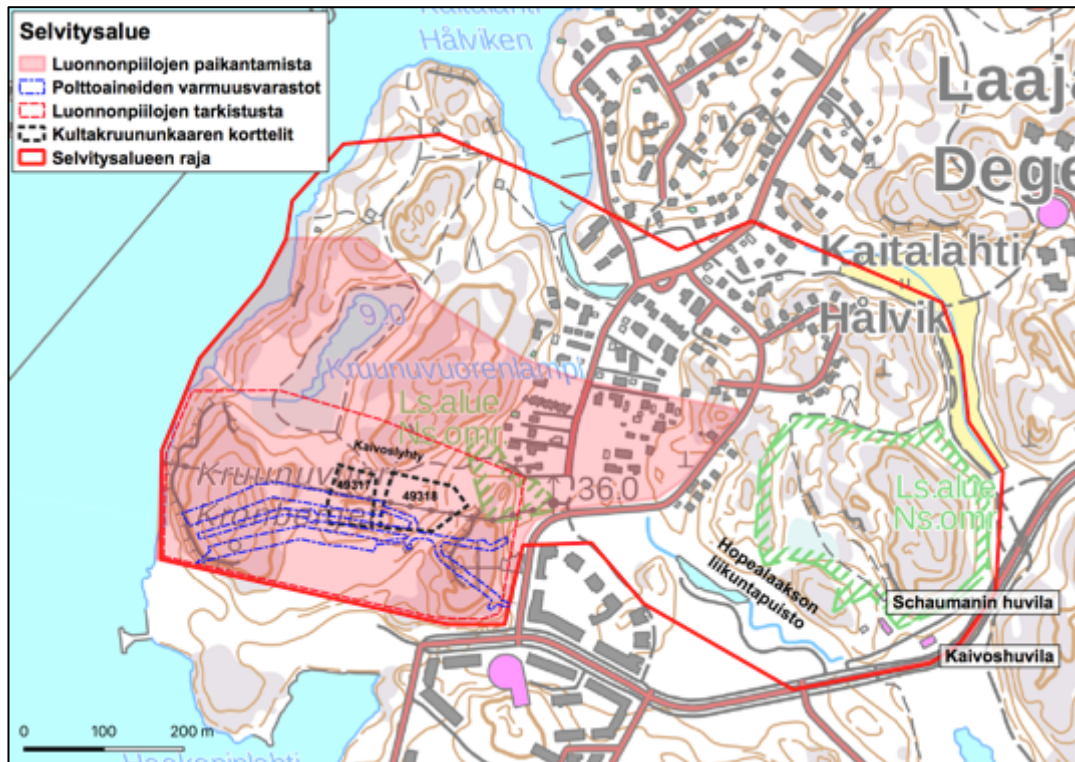 Selvitysalue
Luonnonpiilojen paikantamista
Polttoaineiden varmuusvarastot
Luonnonpiilojen tarkistusta
Kultakruununkaaren korttelit
Selvitysalueen raja
Kaitalahti
Hålviken
Laaja
Dege
Kaitalahti
Hålvik
9.0
Kruunuvuorenlampi
Ls.alue
Ns.omr
Kaivoslyhty
Kruunuvuori
49317
49318
Kronberget
36.0
Ls.alue
Ns.omr
Hopealaakson
liikuntapuisto
Schaumanin huvila
Kaivoshuvila
0 100 200 m